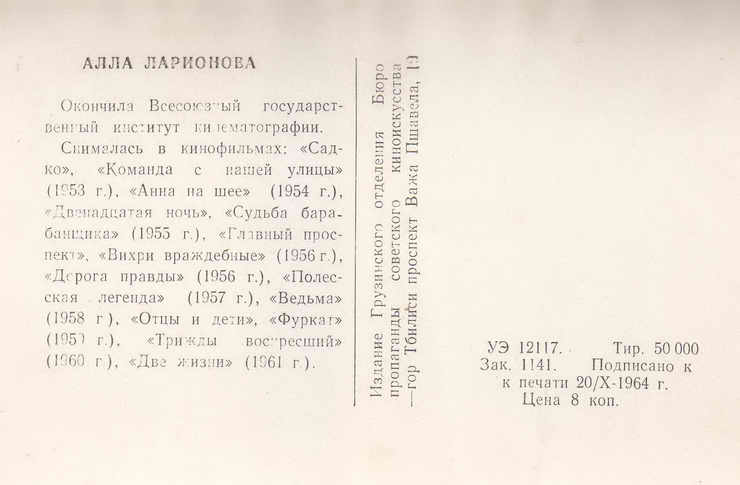 АЛЛА ЛАРИОНОВА
Окончила Всесоюзный государст-
венный институт кинематографии.
Снималась в кинофильмах: «Сад-
ко», «Команда с нашей улицы»
(1953 г.), «Анна на шее» (1954 г.),
«Двенадцатая ночь», «Судьба бара-
банщика» (1955 г.), «Главный прос-
пект», «Вихри враждебные» (1956 г.),
«Дорога правды» (1956 г.), «Полес-
ская легенда» (1957 г.), «Ведьма»
(1958 г), «Отцы и дети», «Фуркат»
(1959 г.), «Трижды воскресший»
(1960 г.), «Две жизни» (1961 г.).
Издание Грузинского отделения Бюро
пропаганды советского киноискусства
—гор Тбилиси проспект Важа Пшавела,
УЭ 12117. Тир. 50 000
Зак. 1141. Подписано к
к печати 20/X-1964 г.
Цена 8 коп.